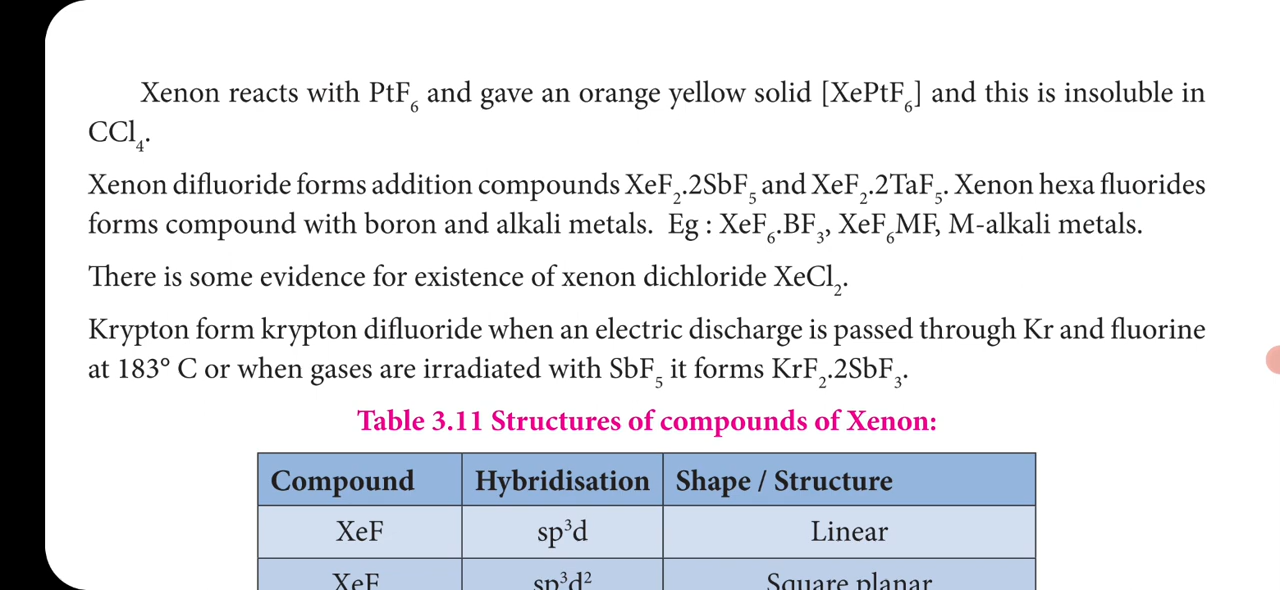 Xenon reacts with PtF₆ and gave an orange yellow solid [XePtF₆] and this is insoluble in
CCl₄.
Xenon difluoride forms addition compounds XeF₂.2SbF₅ and XeF₂.2TaF₅. Xenon hexa fluorides
forms compound with boron and alkali metals. Eg : XeF₆.BF₃, XeF₆MF, M-alkali metals.
There is some evidence for existence of xenon dichloride XeCl₂.
Krypton form krypton difluoride when an electric discharge is passed through Kr and fluorine
at 183° C or when gases are irradiated with SbF₅ it forms KrF₂.2SbF₃.
Table 3.11 Structures of compounds of Xenon:
Compound Hybridisation Shape / Structure
XeF sp³d Linear
XeF sp³d² Square planar